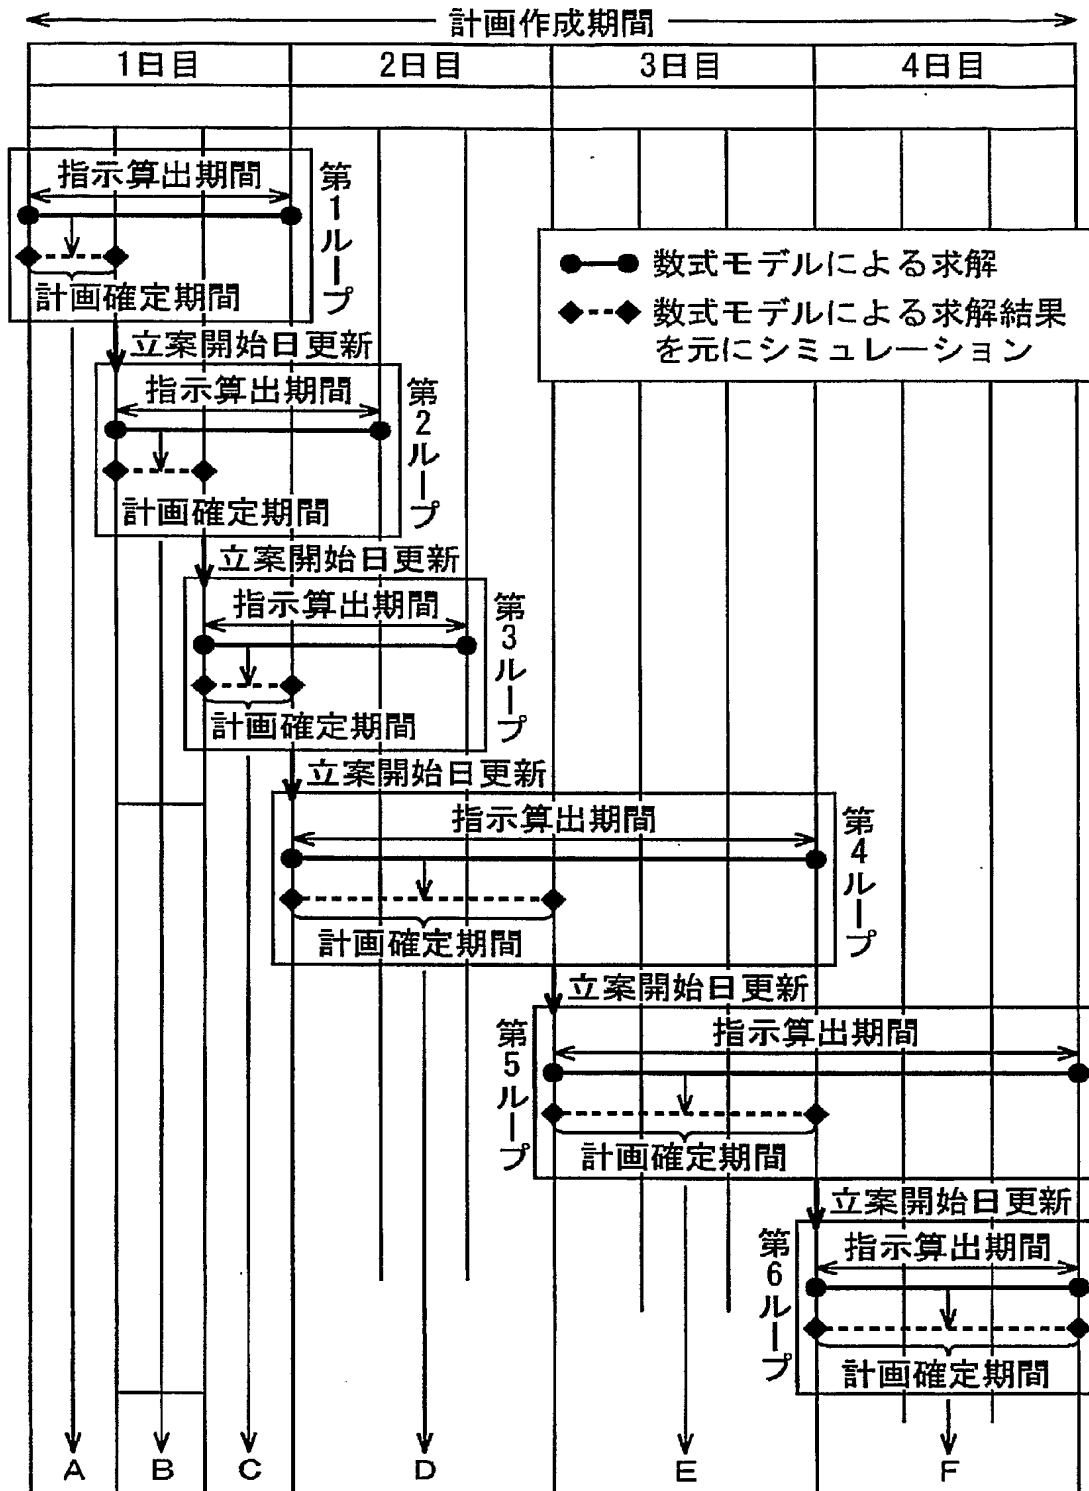 計画作成期間
1日目 2日目 3日目 4日目
指示算出期間
第1ループ
計画確定期間
●—● 数式モデルによる求解
◆--◆ 数式モデルによる求解結果
を元にシミュレーション
立案開始日更新
指示算出期間
第2ループ
計画確定期間
立案開始日更新
指示算出期間
第3ループ
計画確定期間
立案開始日更新
指示算出期間
第4ループ
計画確定期間
立案開始日更新
第5ループ
指示算出期間
計画確定期間
立案開始日更新
第6ループ
指示算出期間
計画確定期間
A B C D E F